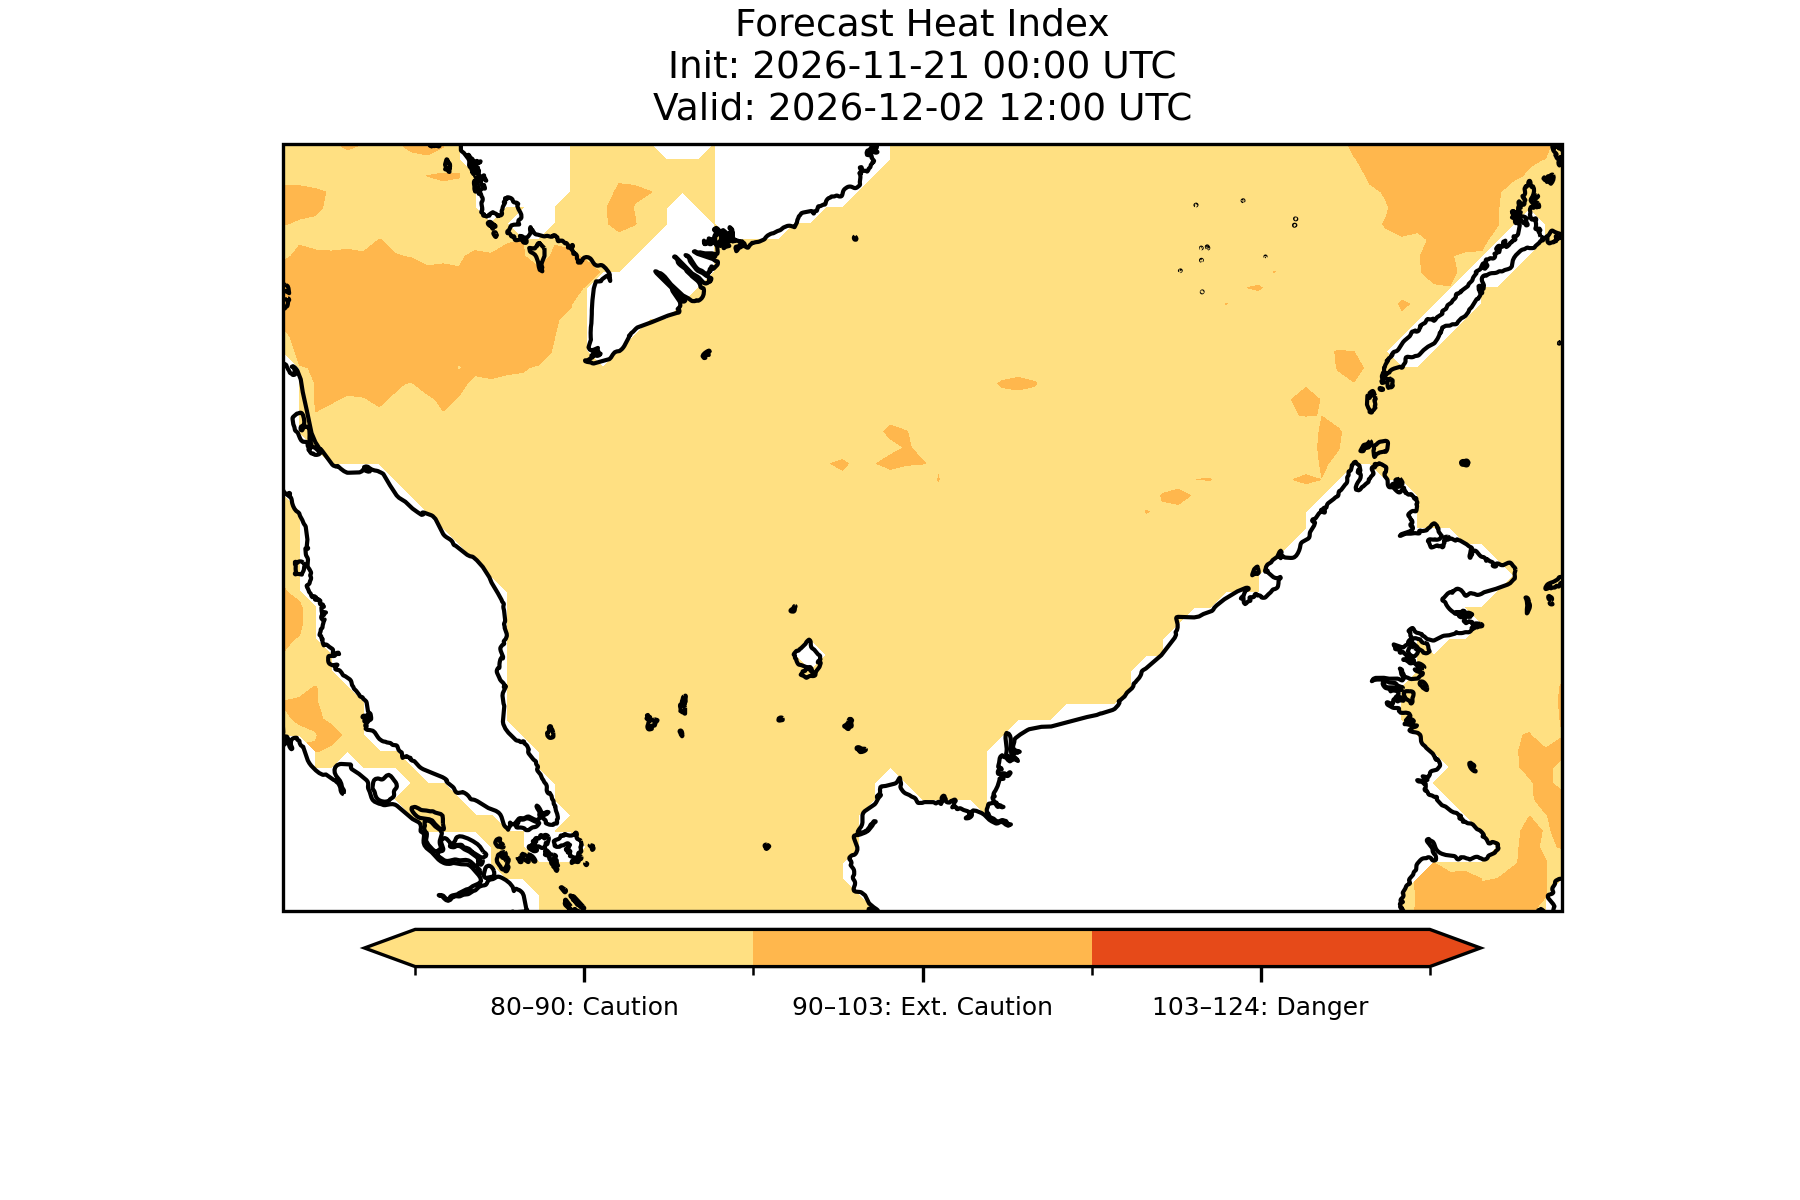 Forecast Heat Index
Init: 2026-11-21 00:00 UTC
Valid: 2026-12-02 12:00 UTC
80–90: Caution
90–103: Ext. Caution
103–124: Danger